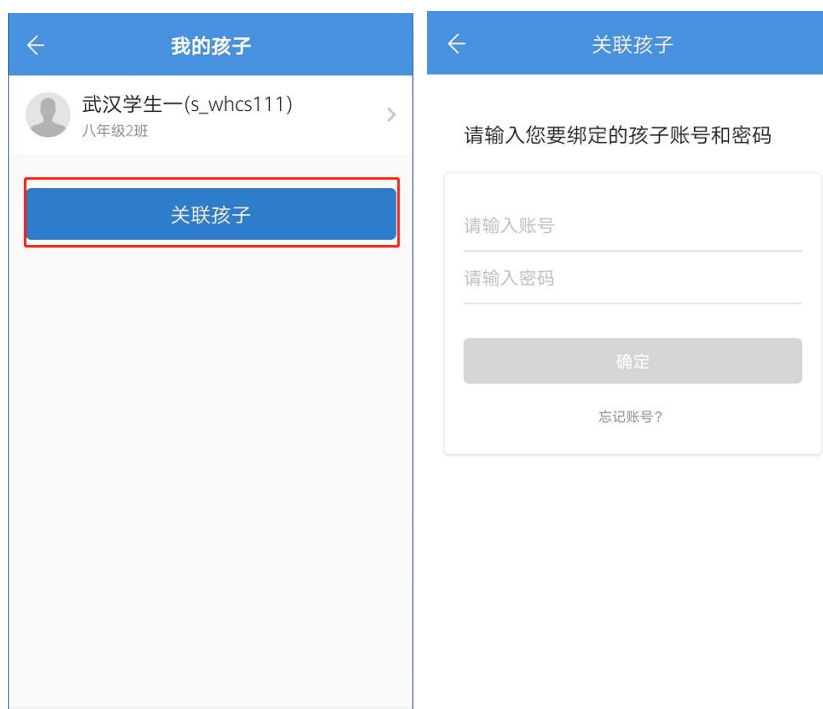 我的孩子
武汉学生一(s_whcs111)
八年级2班
关联孩子
关联孩子
请输入您要绑定的孩子账号和密码
请输入账号
请输入密码
确定
忘记账号?